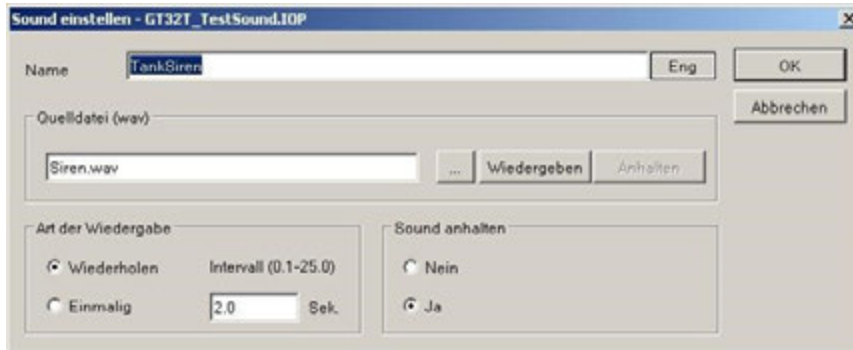 Sound einstellen - GT32T_TestSound.IOP
Name TankSiren Eng OK
Abbrechen
Quelldatei (wav)
Siren.wav ... Wiedergeben Anhalten
Art der Wiedergabe
Wiederholen Intervall (0.1-25.0)
Einmalig 2.0 Sek.
Sound anhalten
Nein
Ja